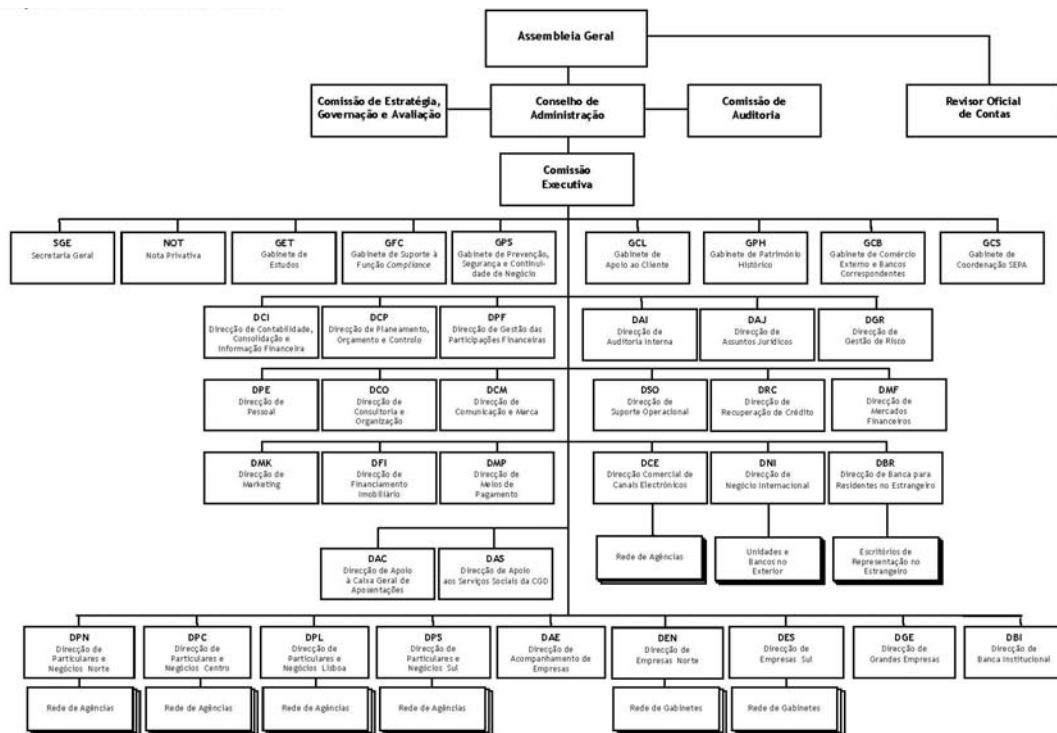 Assembleia Geral
Comissão de Estratégia,
Governação e Avaliação
Conselho de
Administração
Comissão de
Auditoria
Revisor Oficial
de Contas
Comissão
Executiva
SGE
Secretaria Geral
NOT
Nota Privativa
GET
Gabinete de
Estudos
GFC
Gabinete de Suporte à
Função Compliance
GPS
Gabinete de Prevenção,
Segurança e Continui-
dade de Negócio
GCL
Gabinete de
Apoio ao Cliente
GPH
Gabinete de Património
Histórico
GCB
Gabinete de Comércio
Externo e Bancos
Correspondentes
GCS
Gabinete de
Coordenação SEPA
DCI
Direcção de Contabilidade,
Consolidação e
Informação Financeira
DCP
Direcção de Planeamento,
Orçamento e Controlo
DPF
Direcção de Gestão das
Participações Financeiras
DAI
Direcção de
Auditoria Interna
DAJ
Direcção de
Assuntos Jurídicos
DGR
Direcção de
Gestão de Risco
DPE
Direcção de
Pessoal
DCO
Direcção de
Consultoria e
Organização
DCM
Direcção de
Comunicação e Marca
DSO
Direcção de
Suporte Operacional
DRC
Direcção de
Recuperação de Crédito
DMF
Direcção de
Mercados
Financeiros
DMK
Direcção de
Marketing
DFI
Direcção de
Financiamento
Imobiliário
DMP
Direcção de
Meios de
Pagamento
DCE
Direcção Comercial de
Canais Electrónicos
DNI
Direcção de
Negócio Internacional
DBR
Direcção de Banca para
Residentes no Estrangeiro
Rede de Agências
Unidades e
Bancos no
Exterior
Escritórios de
Representação no
Estrangeiro
DAC
Direcção de Apoio
à Caixa Geral de
Aposentações
DAS
Direcção de Apoio
aos Serviços Sociais da CGD
DPN
Direcção de
Particulares e
Negócios Norte
DPC
Direcção de
Particulares e
Negócios Centro
DPL
Direcção de
Particulares e
Negócios Lisboa
DPS
Direcção de
Particulares e
Negócios Sul
DAE
Direcção de
Acompanhamento de
Empresas
DEN
Direcção de
Empresas Norte
DES
Direcção de
Empresas Sul
DGE
Direcção de
Grandes Empresas
DBI
Direcção de
Banca Institucional
Rede de Agências
Rede de Agências
Rede de Agências
Rede de Agências
Rede de Gabinetes
Rede de Gabinetes